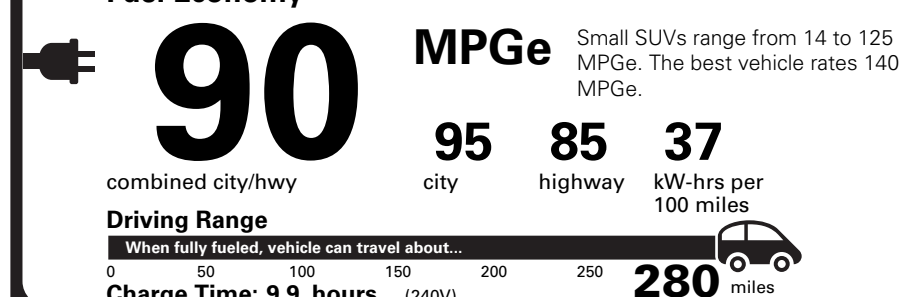 Fuel Economy
90
MPGe
Small SUVs range from 14 to 125
MPGe. The best vehicle rates 140
MPGe.
95
85
37
combined city/hwy
city
highway
kW-hrs per
100 miles
Driving Range
When fully fueled, vehicle can travel about...
0 50 100 150 200 250 280 miles
Charge Time: 9.9 hours (240V)